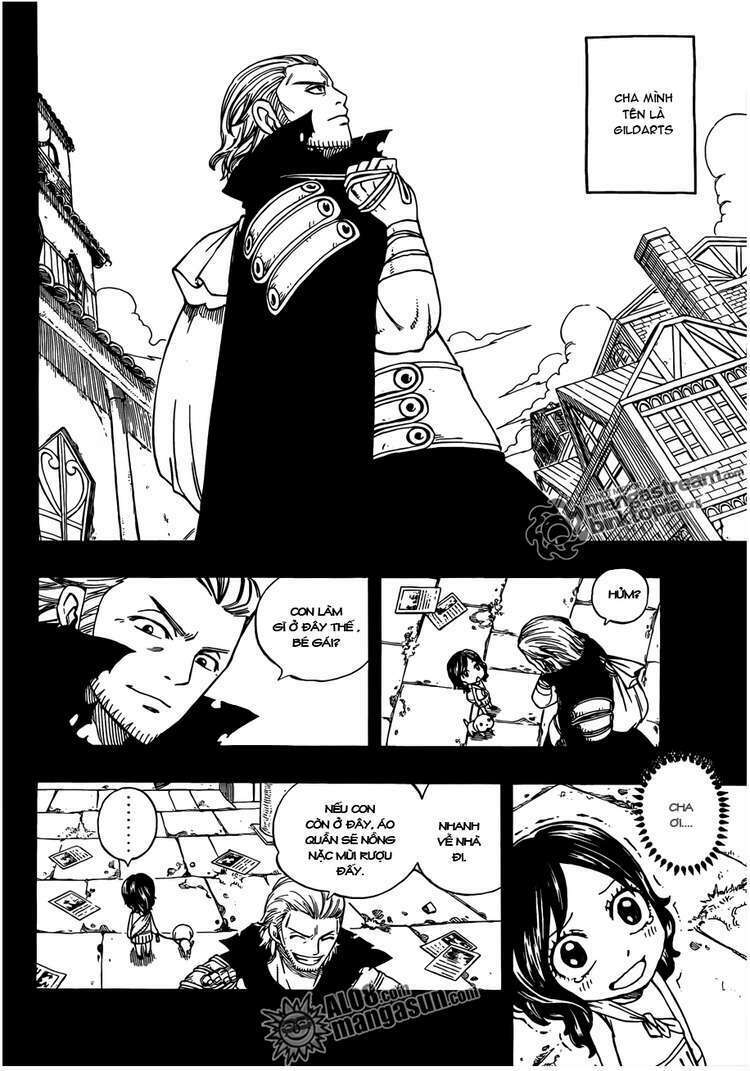 CHA MÌNH
TÊN LÀ
GILDARTS
mangastream.com
binktopia.org
HỬM?
CON LÀM
GÌ Ở ĐÂY THẾ,
BÉ GÁI?
CHA
ƠI....
NHANH
VỀ NHÀ
ĐI.
NẾU CON
CÒN Ở ĐÂY, ÁO
QUẦN SẼ NỒNG
NẶC MÙI RƯỢU
ĐẤY.
......
ALO8.com
mangasun.com